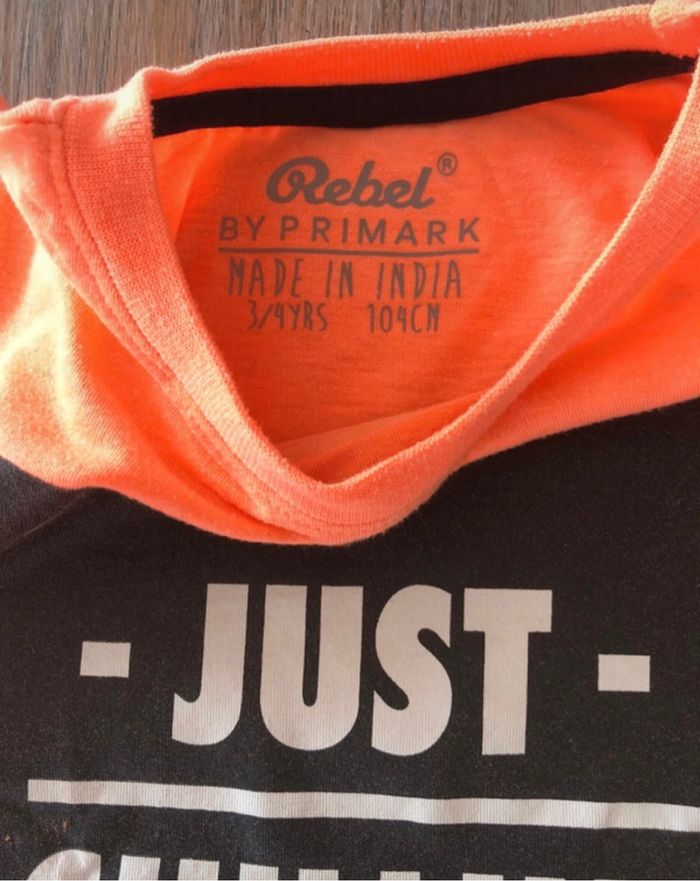 Rebel®
BY PRIMARK
MADE IN INDIA
3/4YRS 104CM
- JUST -